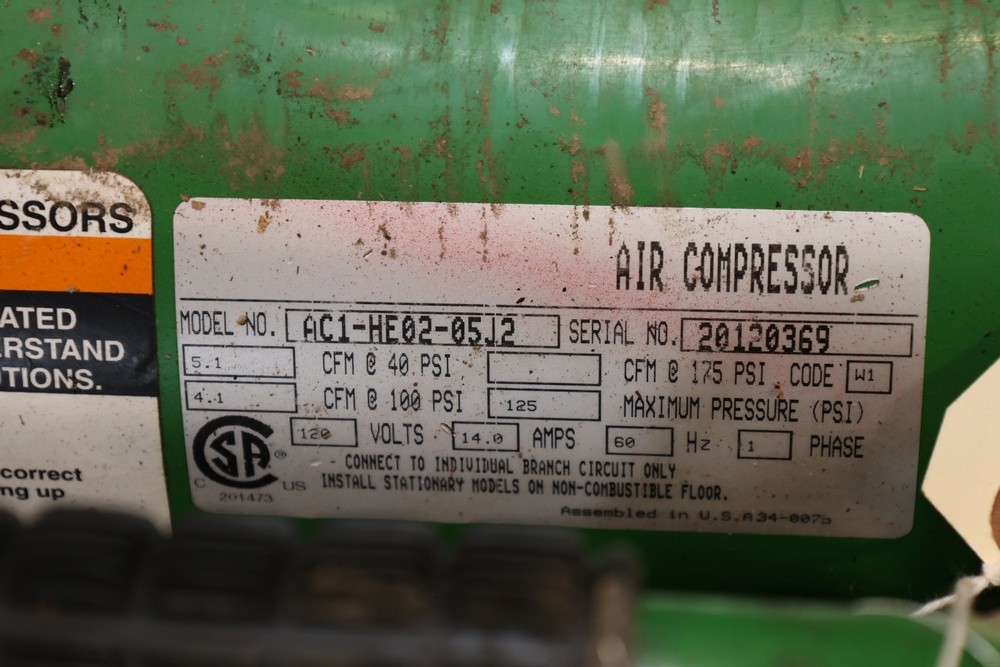 SSORS
ATED
ERSTAND
TIONS.
correct
ng up
AIR COMPRESSOR
MODEL NO. AC1-HE02-05J2 SERIAL NO. 20120369
5.1 CFM @ 40 PSI CFM @ 175 PSI CODE W1
4.1 CFM @ 100 PSI 125 MAXIMUM PRESSURE (PSI)
120 VOLTS 14.0 AMPS 60 Hz 1 PHASE
CSA ®
C US
201473
CONNECT TO INDIVIDUAL BRANCH CIRCUIT ONLY
INSTALL STATIONARY MODELS ON NON-COMBUSTIBLE FLOOR.
Assembled in U.S.A